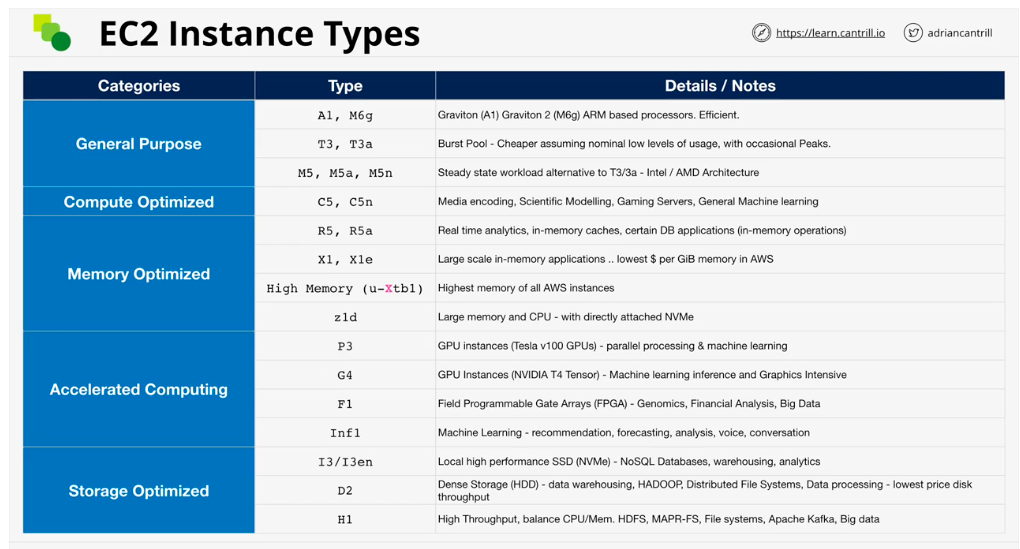 EC2 Instance Types
https://learn.cantrill.io
adriancantrill
Categories Type Details / Notes
General Purpose
A1, M6g Graviton (A1) Graviton 2 (M6g) ARM based processors. Efficient.
T3, T3a Burst Pool - Cheaper assuming nominal low levels of usage, with occasional Peaks.
M5, M5a, M5n Steady state workload alternative to T3/3a - Intel / AMD Architecture
Compute Optimized
C5, C5n Media encoding, Scientific Modelling, Gaming Servers, General Machine learning
Memory Optimized
R5, R5a Real time analytics, in-memory caches, certain DB applications (in-memory operations)
X1, X1e Large scale in-memory applications .. lowest $ per GiB memory in AWS
High Memory (u-Xtb1) Highest memory of all AWS instances
z1d Large memory and CPU - with directly attached NVMe
Accelerated Computing
P3 GPU instances (Tesla v100 GPUs) - parallel processing & machine learning
G4 GPU Instances (NVIDIA T4 Tensor) - Machine learning inference and Graphics Intensive
F1 Field Programmable Gate Arrays (FPGA) - Genomics, Financial Analysis, Big Data
Inf1 Machine Learning - recommendation, forecasting, analysis, voice, conversation
Storage Optimized
I3/I3en Local high performance SSD (NVMe) - NoSQL Databases, warehousing, analytics
D2 Dense Storage (HDD) - data warehousing, HADOOP, Distributed File Systems, Data processing - lowest price disk
throughput
H1 High Throughput, balance CPU/Mem. HDFS, MAPR-FS, File systems, Apache Kafka, Big data